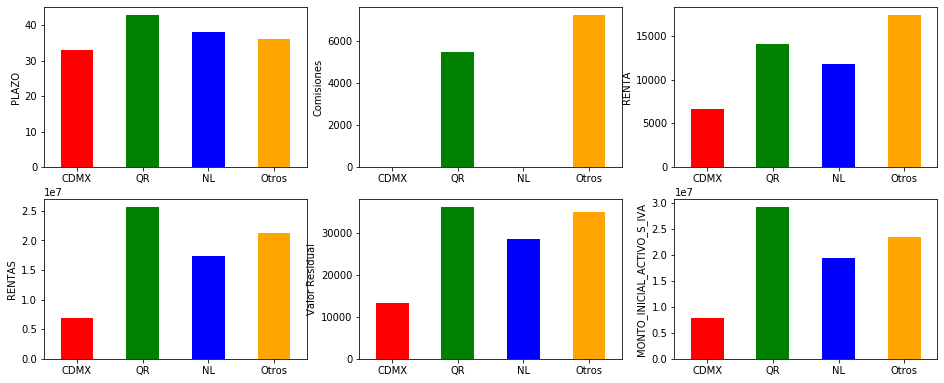 PLAZO
40
30
20
10
0
CDMX QR NL Otros
Comisiones
6000
4000
2000
0
CDMX QR NL Otros
RENTA
15000
10000
5000
0
CDMX QR NL Otros
1e7
RENTAS
2.5
2.0
1.5
1.0
0.5
0.0
CDMX QR NL Otros
Valor Residual
30000
20000
10000
0
CDMX QR NL Otros
1e7
MONTO_INICIAL_ACTIVO_S_IVA
3.0
2.5
2.0
1.5
1.0
0.5
0.0
CDMX QR NL Otros